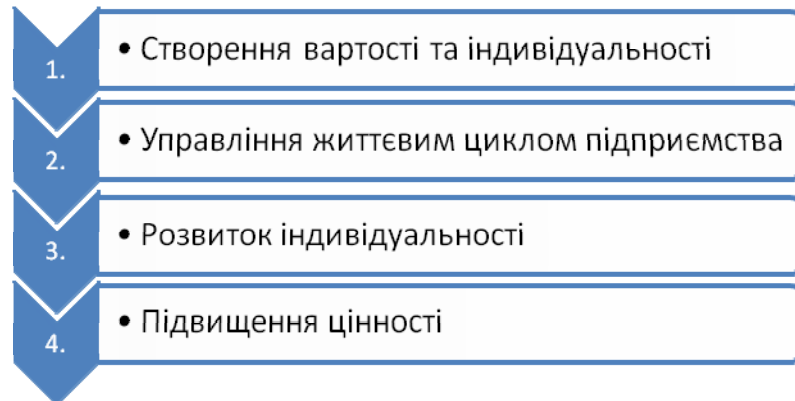 1. • Створення вартості та індивідуальності
2. • Управління життєвим циклом підприємства
3. • Розвиток індивідуальності
4. • Підвищення цінності